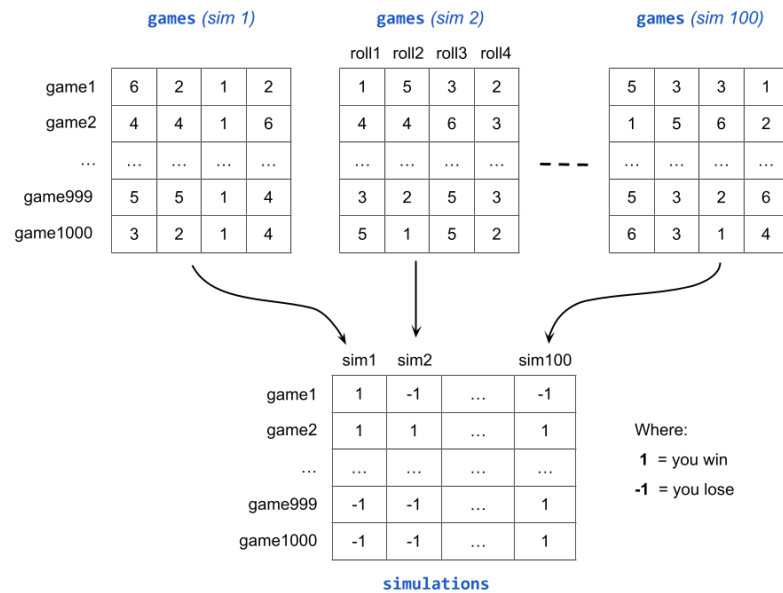 games (sim 1) games (sim 2) games (sim 100)
roll1 roll2 roll3 roll4
game1 6 2 1 2 1 5 3 2 5 3 3 1
game2 4 4 1 6 4 4 6 3 1 5 6 2
... ... ... ... ... ... ... ... ... ... ... ... ...
game999 5 5 1 4 3 2 5 3 5 3 2 6
game1000 3 2 1 4 5 1 5 2 6 3 1 4
sim1 sim2 sim100
game1 1 -1 ... -1
game2 1 1 ... 1
... ... ... ... ...
game999 -1 -1 ... 1
game1000 -1 -1 ... 1
Where:
1 = you win
-1 = you lose
simulations